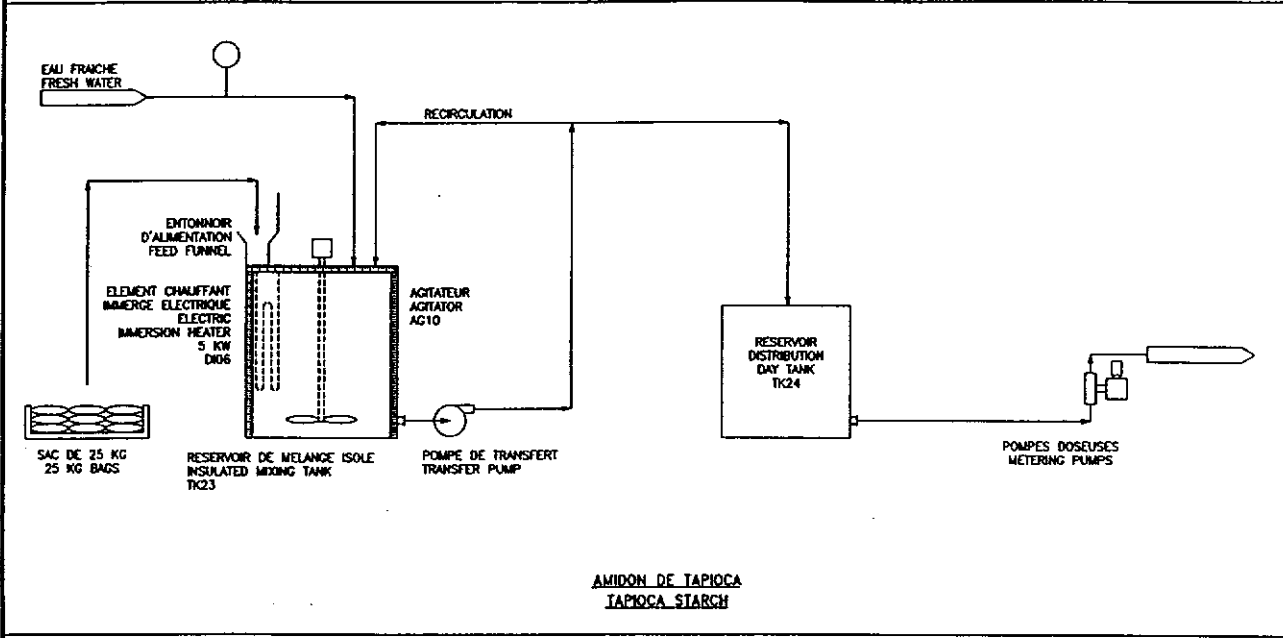 EAU FRAICHE
FRESH WATER
RECIRCULATION
ENTONNOIR
D'ALIMENTATION
FEED FUNNEL
ELEMENT CHAUFFANT
IMMERGE ELECTRIQUE
ELECTRIC
IMMERSION HEATER
5 KW
DI06
AGITATEUR
AGITATOR
AG10
RESERVOIR
DISTRIBUTION
DAY TANK
TK24
SAC DE 25 KG
25 KG BAGS
RESERVOIR DE MELANGE ISOLE
INSULATED MIXING TANK
TK23
POMPE DE TRANSFERT
TRANSFER PUMP
POMPES DOSEUSES
METERING PUMPS
AMIDON DE TAPIOCA
TAPIOCA STARCH